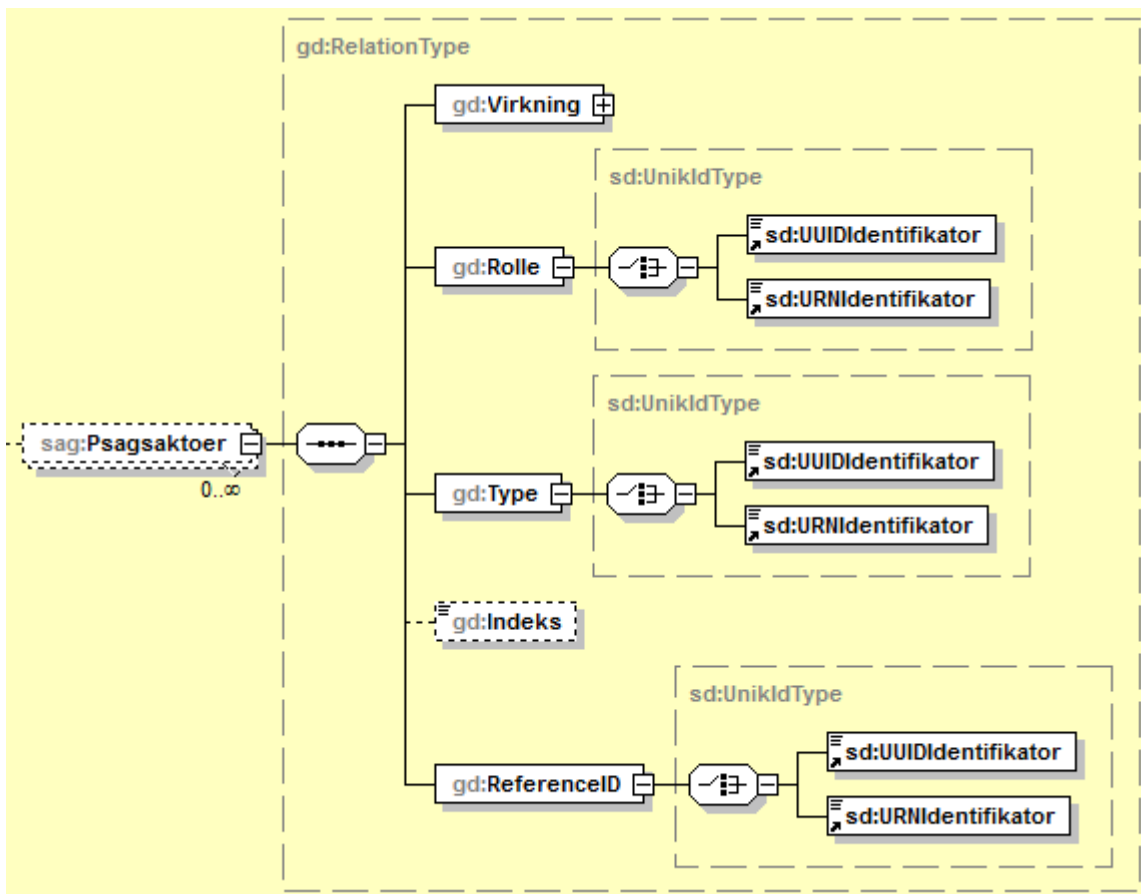 gd:RelationType
gd:Virkning
sd:UnikIdType
sd:UUIDIdentifikator
gd:Rolle
sd:URNIdentifikator
sd:UnikIdType
sag:Psagsaktoer
0..∞
sd:UUIDIdentifikator
gd:Type
sd:URNIdentifikator
gd:Indeks
sd:UnikIdType
sd:UUIDIdentifikator
gd:ReferenceID
sd:URNIdentifikator